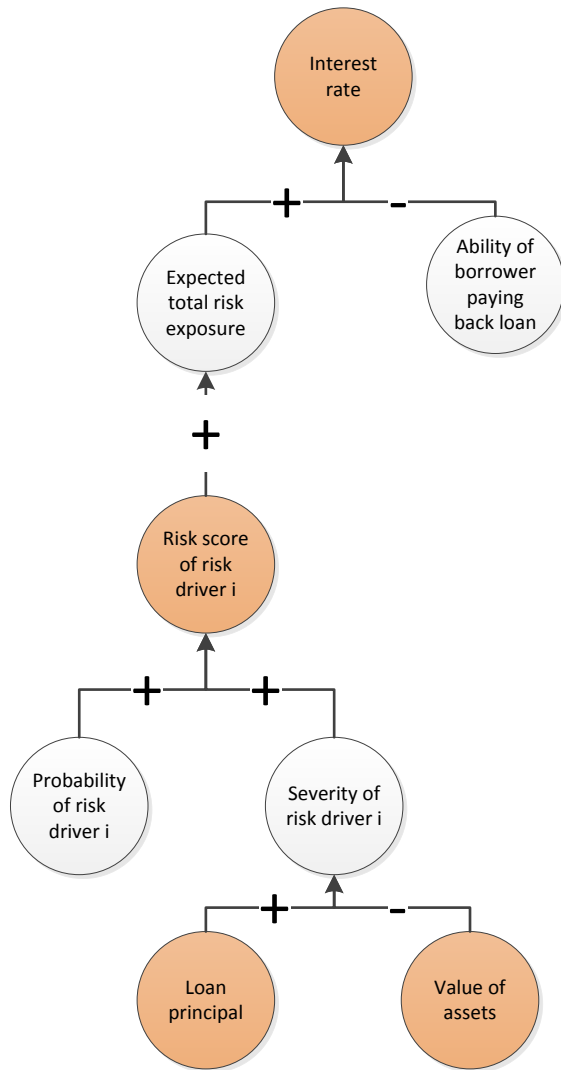 Interest
rate
+
-
Expected
total risk
exposure
Ability of
borrower
paying
back loan
+
Risk score
of risk
driver i
+
+
Probability
of risk
driver i
Severity of
risk driver i
+
-
Loan
principal
Value of
assets